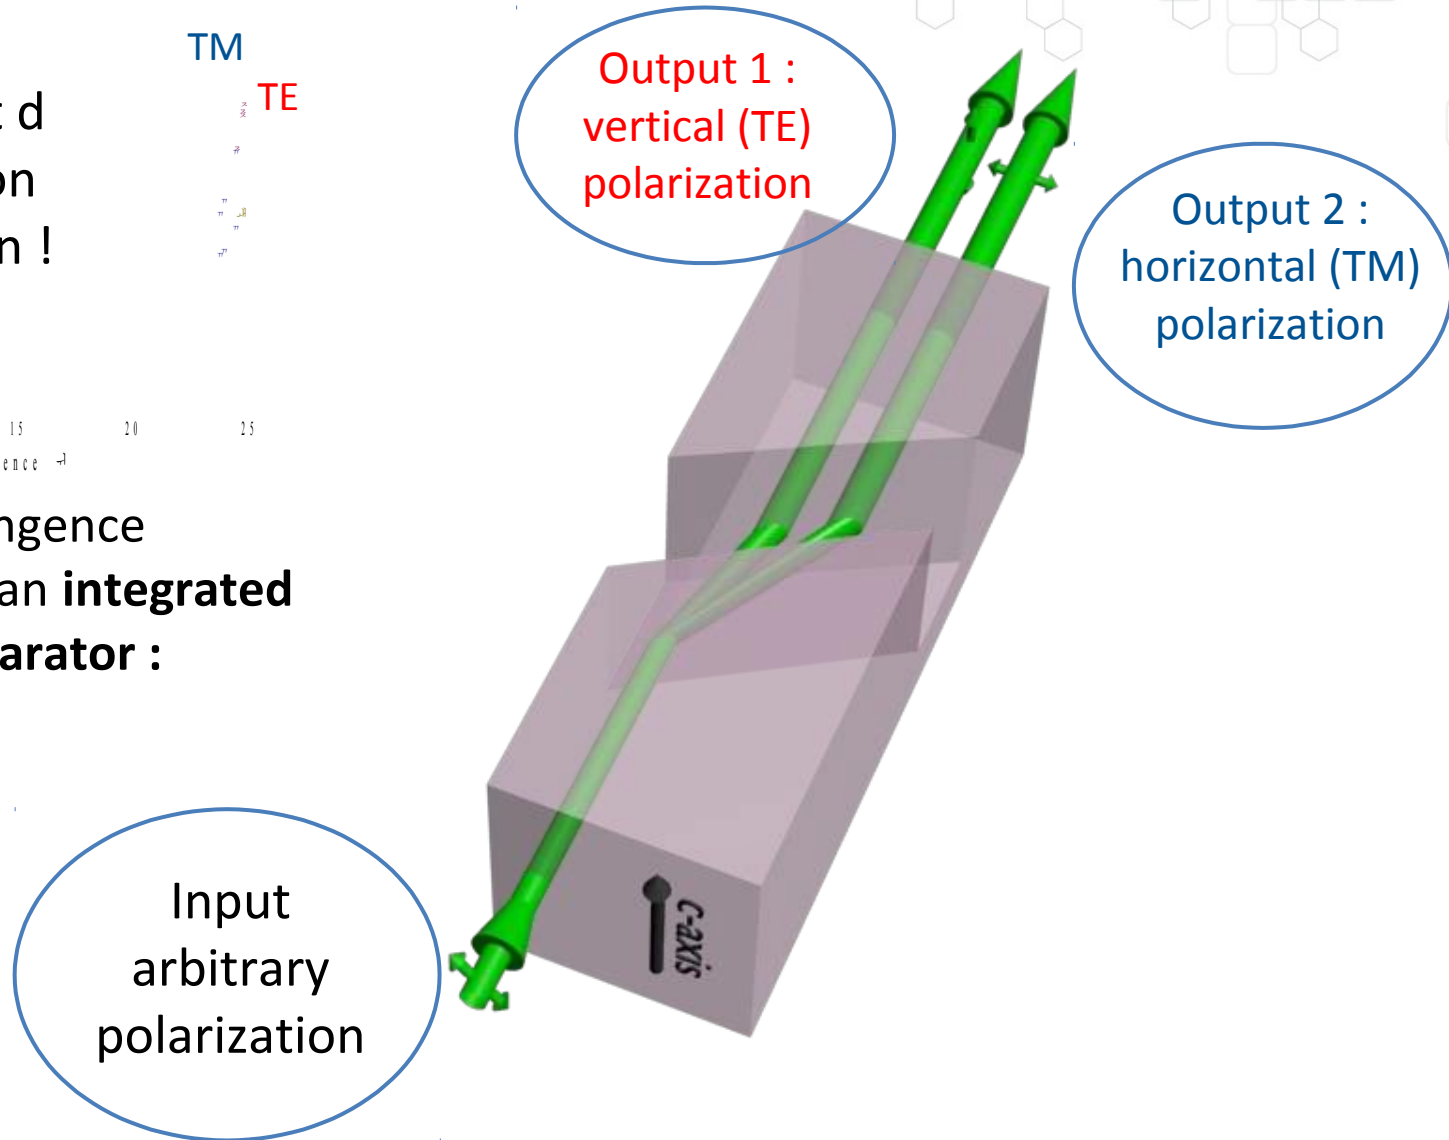 TM
TE
d
on
n !
15 20 25
ence
ngence
an integrated
arator :
Output 1 :
vertical (TE)
polarization
Output 2 :
horizontal (TM)
polarization
Input
arbitrary
polarization
c-axis